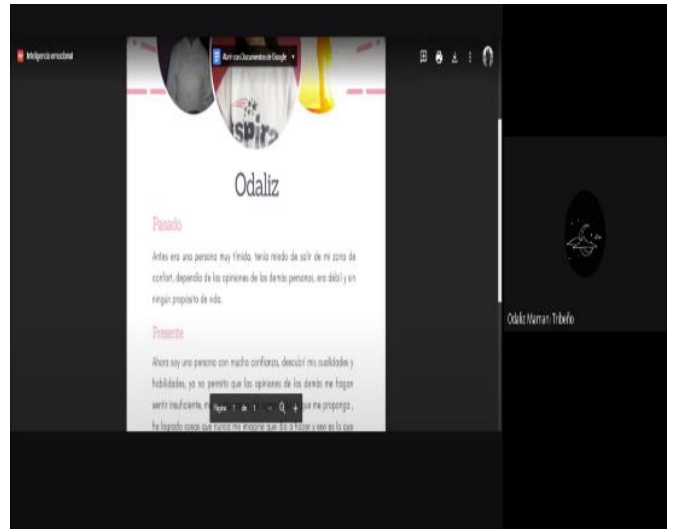 Inteligencia emocional
Abrir con Documentos de Google
spira
Odaliz
Pasado
Antes era una persona muy tímida, tenía miedo de salir de mi zona de
confort, dependía de las opiniones de los demás personas, era débil y sin
ningún propósito de vida.
Presente
Ahora soy una persona con mucha confianza, descubrí mis cualidades y
habilidades, ya no permito que las opiniones de los demás me hagan
sentir insuficiente, que me proponga ,
he logrado cosas que nunca me imagine que iba a hacer y eso es lo que
Página 1 de 1
Odaliz Mamani Tribeño